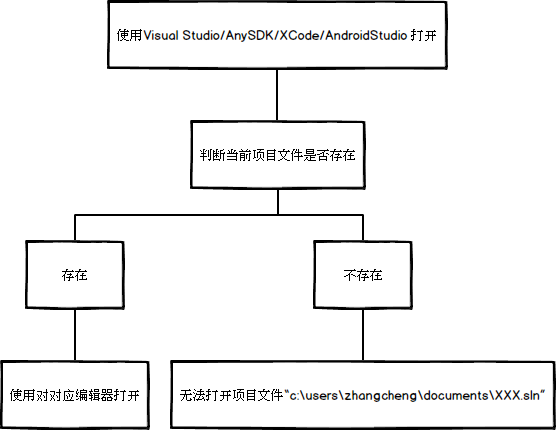 使用Visual Studio/AnySDK/XCode/AndroidStudio 打开
判断当前项目文件是否存在
存在
不存在
使用对对应编辑器打开
无法打开项目文件“c:\users\zhangcheng\documents\XXX.sln”